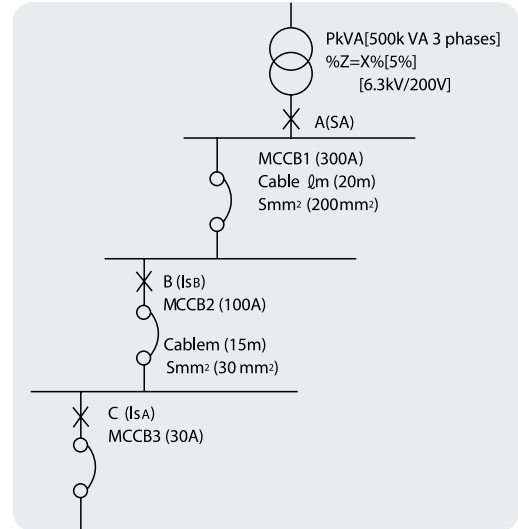 PkVA[500k VA 3 phases]
%Z=X%[5%]
[6.3kV/200V]
A(SA)
MCCB1 (300A)
Cable ℓm (20m)
Smm² (200mm²)
B (IsB)
MCCB2 (100A)
Cablem (15m)
Smm² (30 mm²)
C (IsA)
MCCB3 (30A)